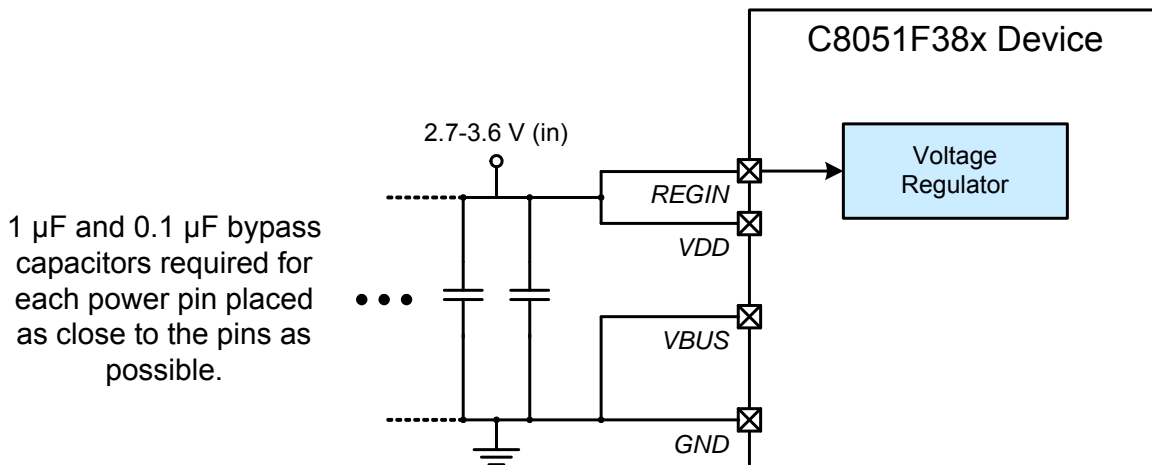 C8051F38x Device
2.7-3.6 V (in)
Voltage
Regulator
REGIN
VDD
1 µF and 0.1 µF bypass
capacitors required for
each power pin placed
as close to the pins as
possible.
VBUS
GND